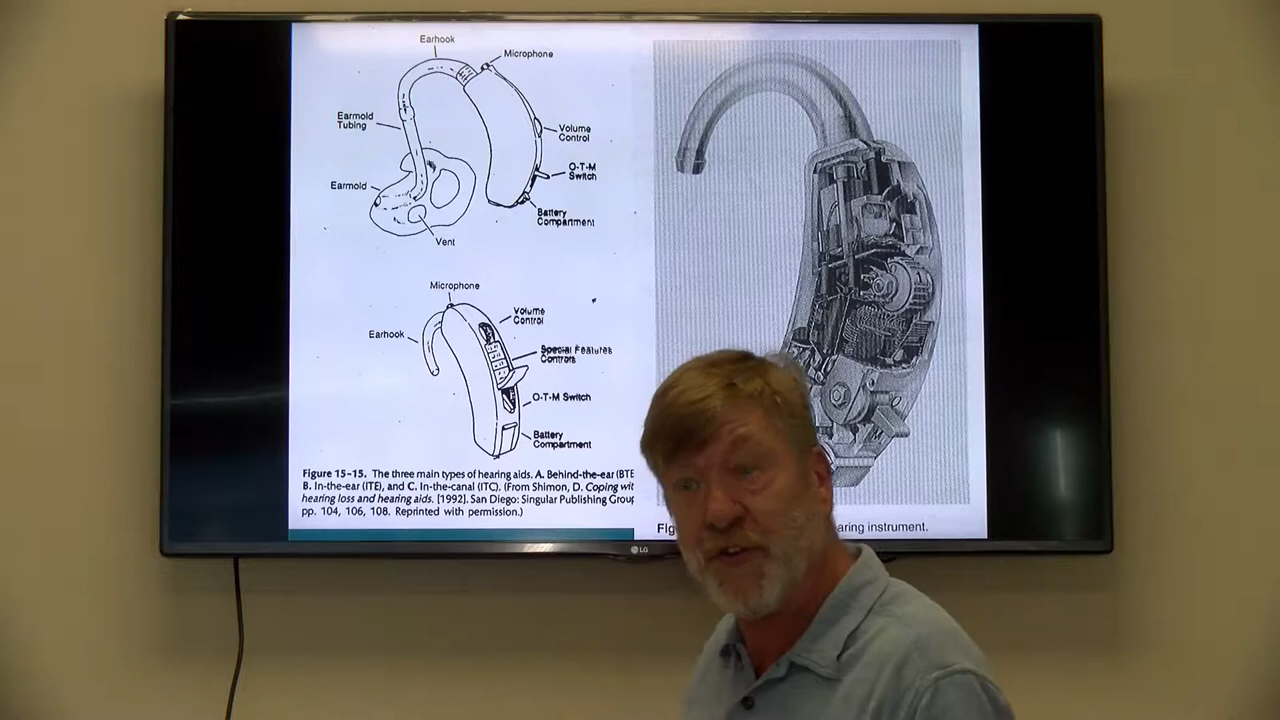 Earhook
Microphone
Earmold
Tubing
Volume
Control
O-T-M
Switch
Earmold
Battery
Compartment
Vent
Microphone
Volume
Control
Earhook
Special Features
Controls
O-T-M Switch
Battery
Compartment
Figure 15-15. The three main types of hearing aids. A. Behind-the-ear (BTE
B. In-the-ear (ITE), and C. In-the-canal (ITC). (From Shimon, D. Coping wit
hearing loss and hearing aids. [1992]. San Diego: Singular Publishing Group
pp. 104, 106, 108. Reprinted with permission.)
Fig
aring instrument.
LG